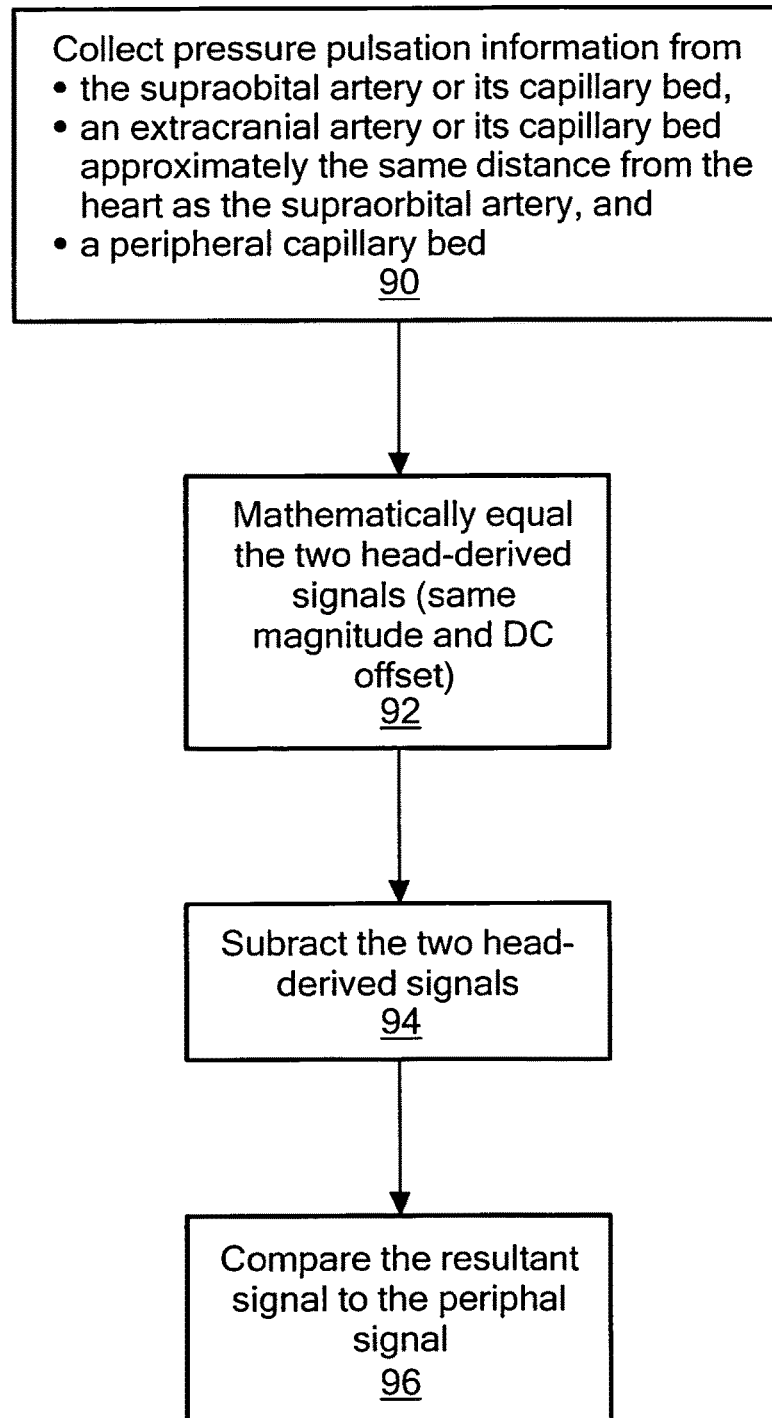 Collect pressure pulsation information from
• the supraobital artery or its capillary bed,
• an extracranial artery or its capillary bed
approximately the same distance from the
heart as the supraorbital artery, and
• a peripheral capillary bed
90
Mathematically equal
the two head-derived
signals (same
magnitude and DC
offset)
92
Subract the two head-
derived signals
94
Compare the resultant
signal to the periphal
signal
96